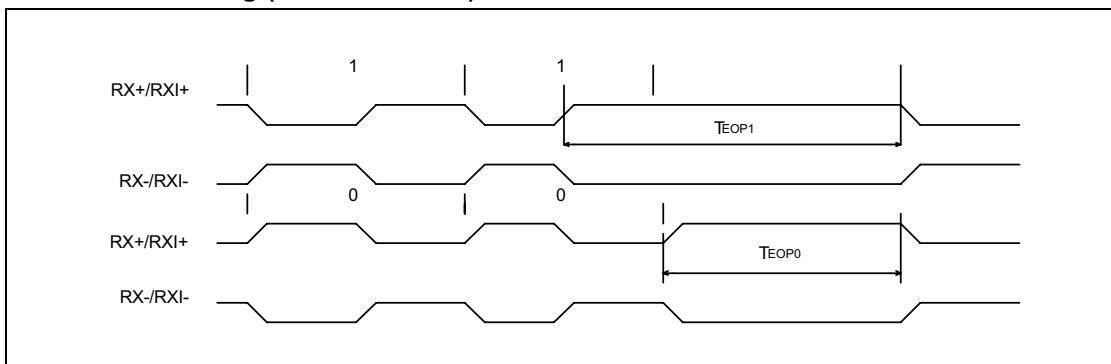 1 1
RX+/RXI+
TEOP1
RX-/RXI-
0 0
RX+/RXI+
TEOP0
RX-/RXI-